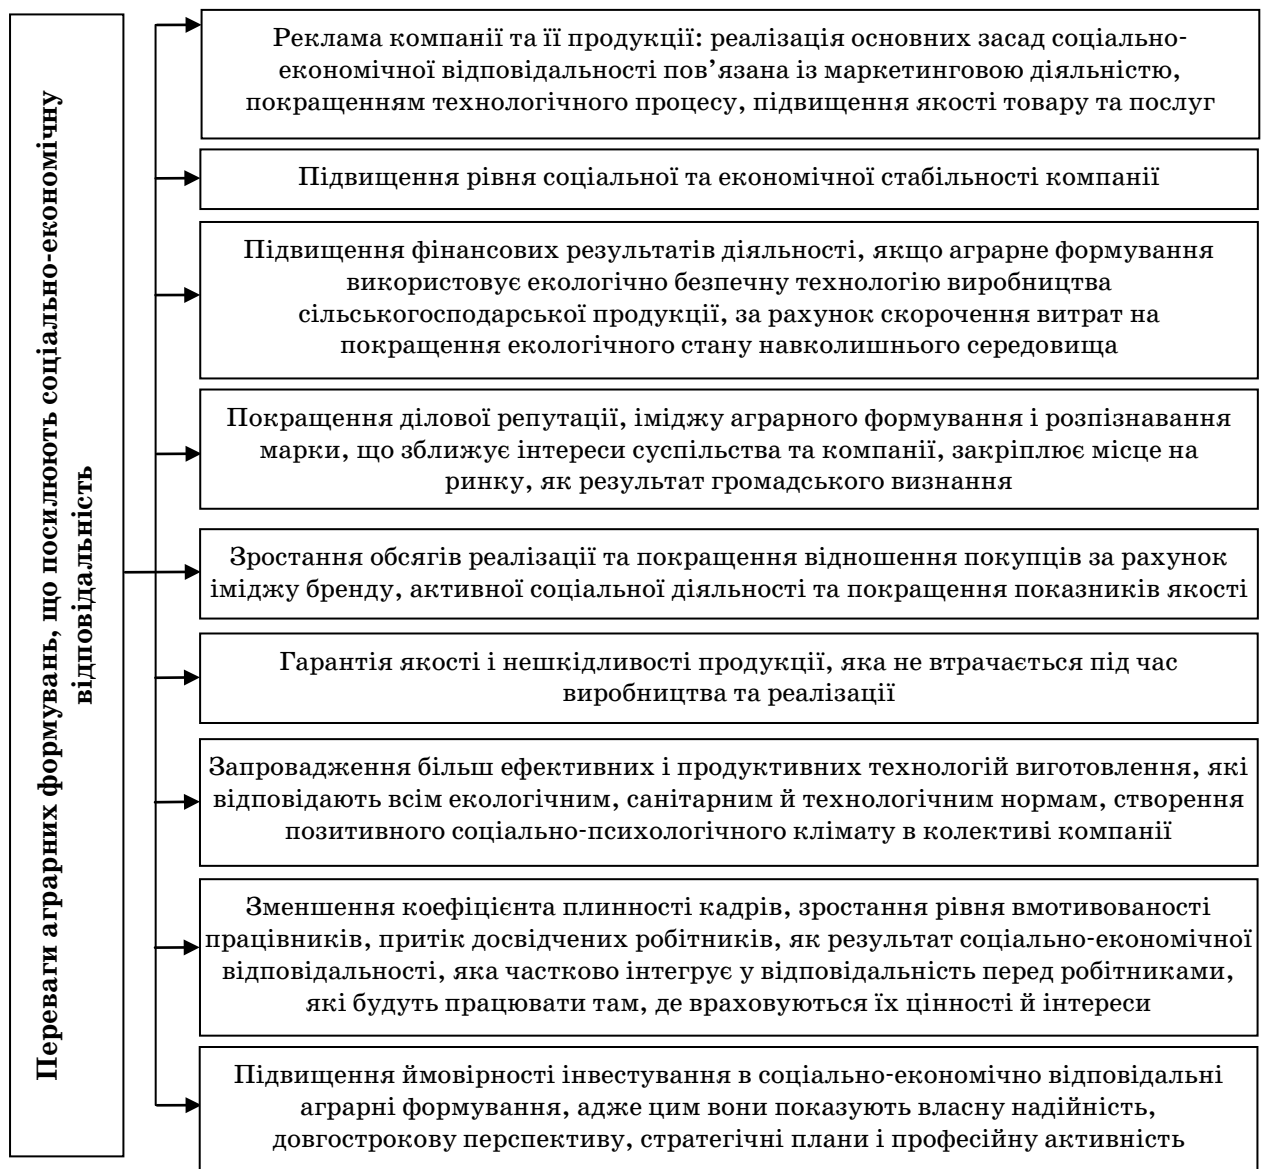 Переваги аграрних формувань, що посилюють соціально-економічну
відповідальність
Реклама компанії та її продукції: реалізація основних засад соціально-
економічної відповідальності пов’язана із маркетинговою діяльністю,
покращенням технологічного процесу, підвищення якості товару та послуг
Підвищення рівня соціальної та економічної стабільності компанії
Підвищення фінансових результатів діяльності, якщо аграрне формування
використовує екологічно безпечну технологію виробництва
сільськогосподарської продукції, за рахунок скорочення витрат на
покращення екологічного стану навколишнього середовища
Покращення ділової репутації, іміджу аграрного формування і розпізнавання
марки, що зближує інтереси суспільства та компанії, закріплює місце на
ринку, як результат громадського визнання
Зростання обсягів реалізації та покращення відношення покупців за рахунок
іміджу бренду, активної соціальної діяльності та покращення показників якості
Гарантія якості і нешкідливості продукції, яка не втрачається під час
виробництва та реалізації
Запровадження більш ефективних і продуктивних технологій виготовлення, які
відповідають всім екологічним, санітарним й технологічним нормам, створення
позитивного соціально-психологічного клімату в колективі компанії
Зменшення коефіцієнта плинності кадрів, зростання рівня вмотивованості
працівників, притік досвідчених робітників, як результат соціально-економічної
відповідальності, яка частково інтегрує у відповідальність перед робітниками,
які будуть працювати там, де враховуються їх цінності й інтереси
Підвищення ймовірності інвестування в соціально-економічно відповідальні
аграрні формування, адже цим вони показують власну надійність,
довгострокову перспективу, стратегічні плани і професійну активність